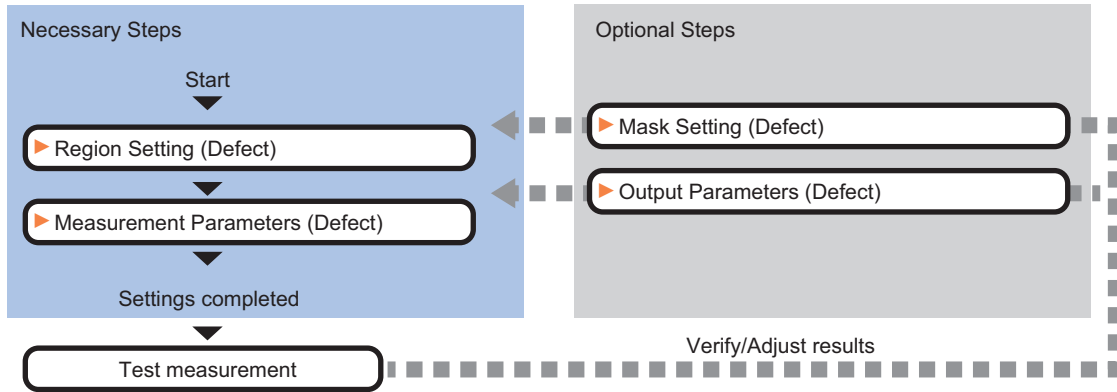 Necessary Steps
Start
Region Setting (Defect)
Measurement Parameters (Defect)
Settings completed
Test measurement
Optional Steps
Mask Setting (Defect)
Output Parameters (Defect)
Verify/Adjust results